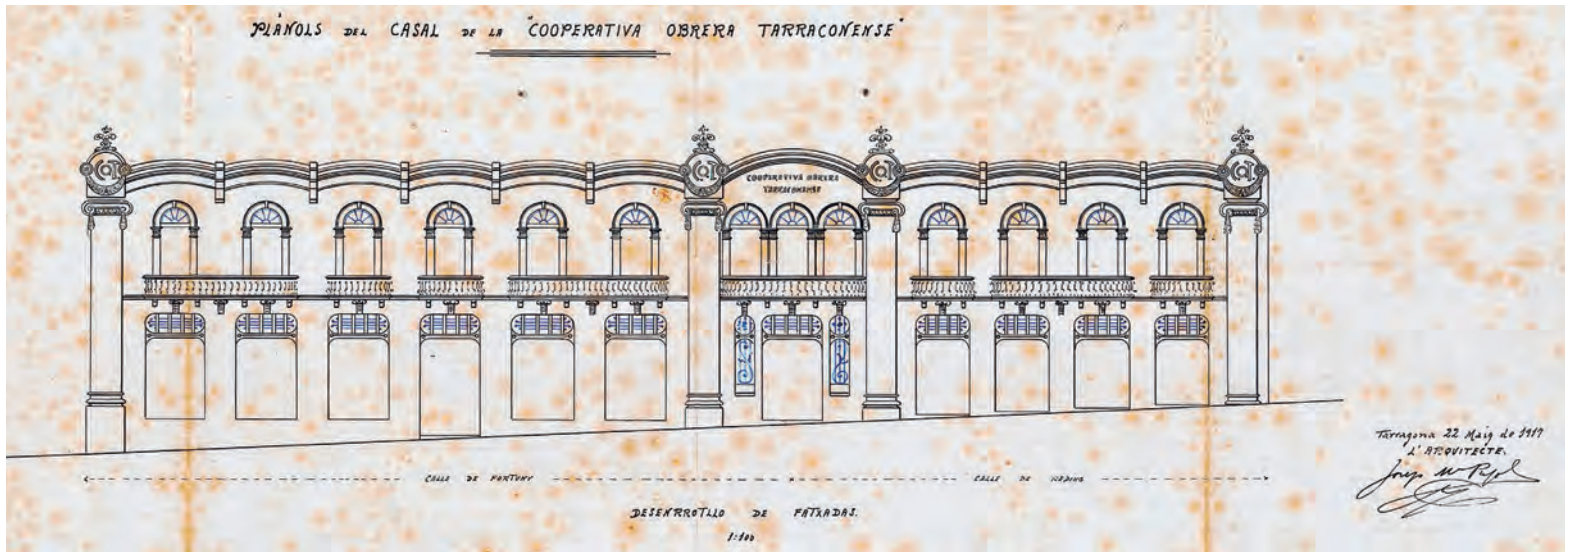 PLÀNOLS DEL CASAL DE LA "COOPERATIVA OBRERA TARRACONENSE"
COOPERATIVA OBRERA
TARRACONENSE
Tarragona 22 Maig de 1917
L'ARQUITECTE.
Josep Mª Pujol
CALLE DE FORTUNY
CALLE DE
DESENRROTLLO DE FATXADAS.
1:100